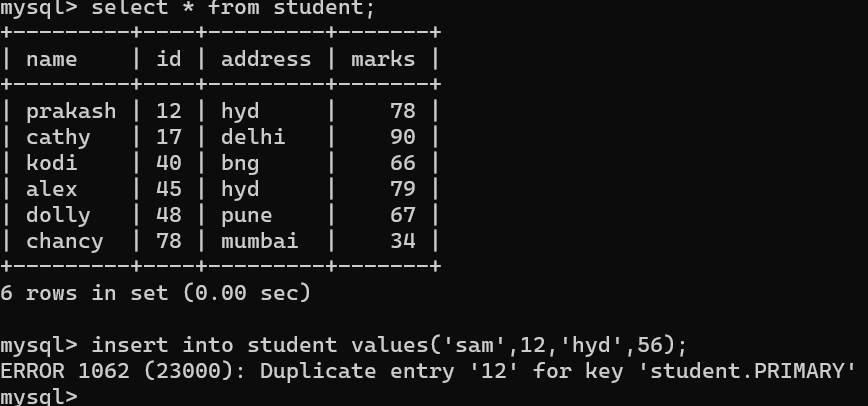 mysql> select * from student;
+---------+----+---------+-------+
| name    | id | address | marks |
+---------+----+---------+-------+
| prakash | 12 | hyd     |    78 |
| cathy   | 17 | delhi   |    90 |
| kodi    | 40 | bng     |    66 |
| alex    | 45 | hyd     |    79 |
| dolly   | 48 | pune    |    67 |
| chancy  | 78 | mumbai  |    34 |
+---------+----+---------+-------+
6 rows in set (0.00 sec)

mysql> insert into student values('sam',12,'hyd',56);
ERROR 1062 (23000): Duplicate entry '12' for key 'student.PRIMARY'
mysql>